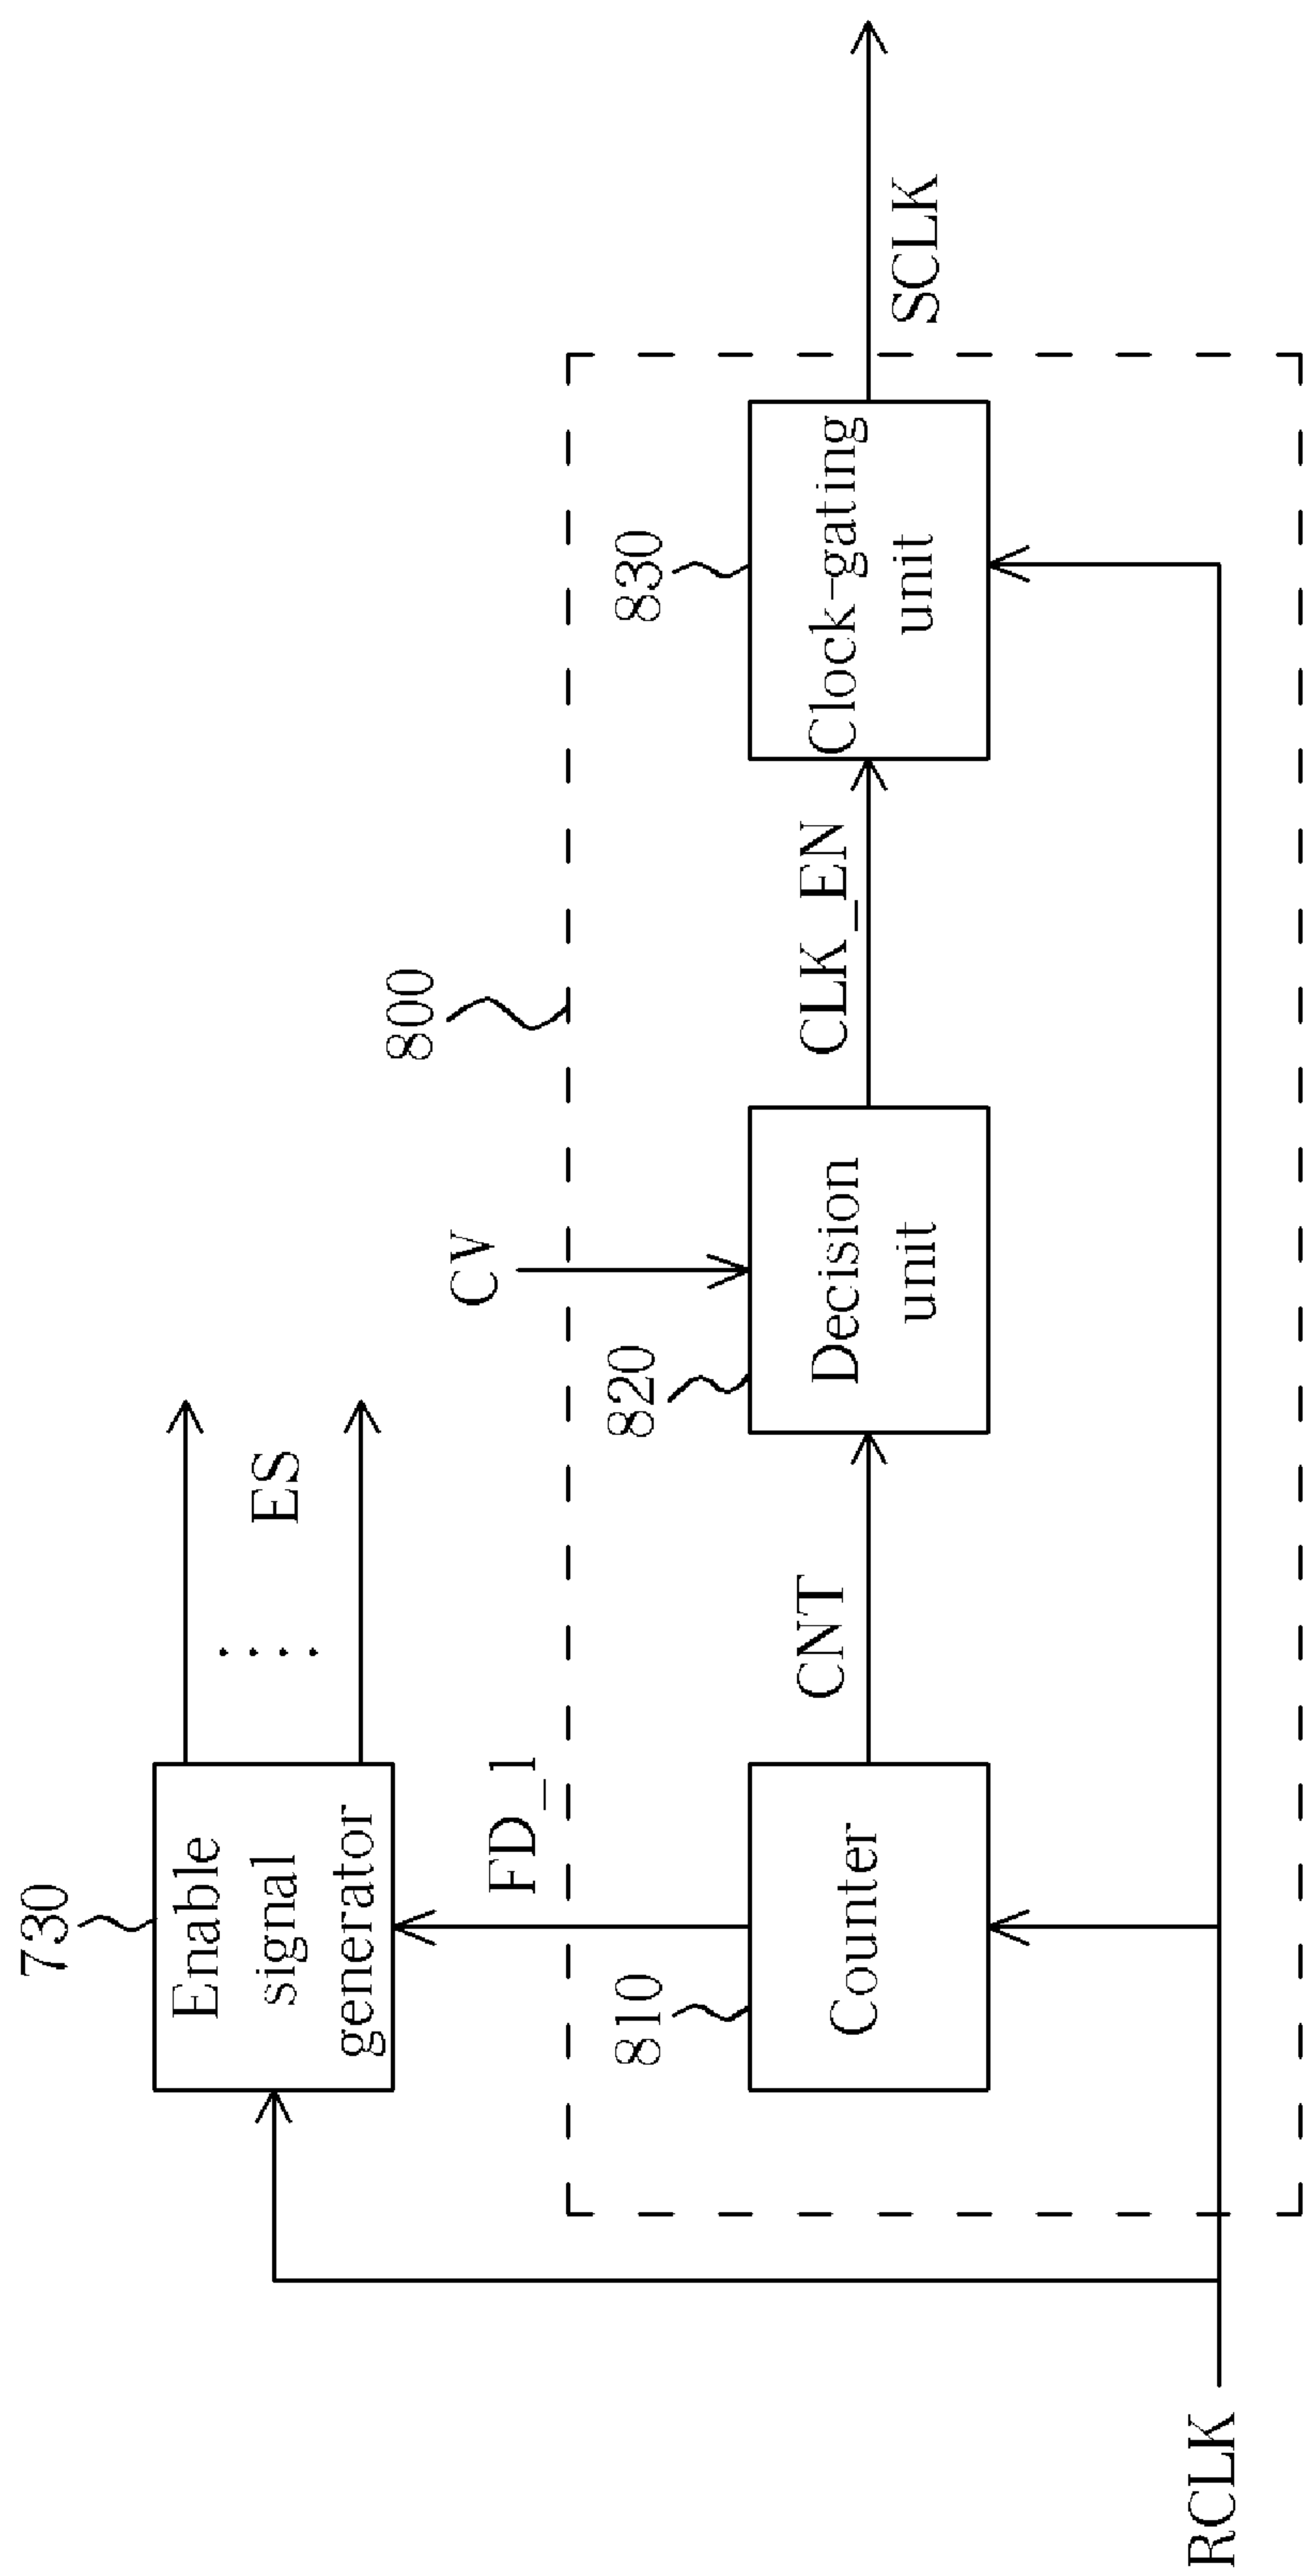 730
Enable
signal
generator
ES
FD_1
CV
800
810
Counter
CNT
820
Decision
unit
CLK_EN
830
Clock-gating
unit
SCLK
RCLK